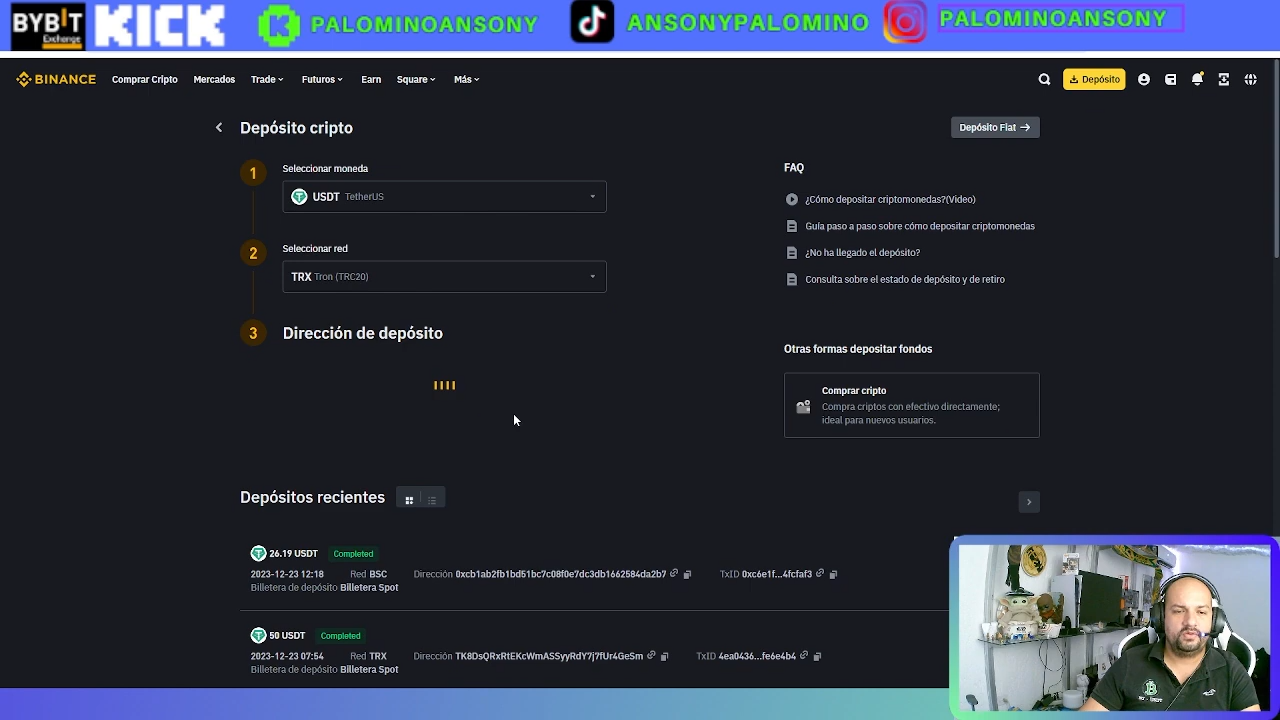 BYBIT
Exchange
KICK
PALOMINOANSONY
ANSONYPALOMINO
PALOMINOANSONY
BINANCE
Comprar Cripto
Mercados
Trade
Futuros
Earn
Square
Más
Depósito
Depósito cripto
Depósito Fiat
1
Seleccionar moneda
USDT TetherUS
2
Seleccionar red
TRX Tron (TRC20)
3
Dirección de depósito
FAQ
¿Cómo depositar criptomonedas?(Video)
Guía paso a paso sobre cómo depositar criptomonedas
¿No ha llegado el depósito?
Consulta sobre el estado de depósito y de retiro
Otras formas depositar fondos
Comprar cripto
Compra criptos con efectivo directamente;
ideal para nuevos usuarios.
Depósitos recientes
26.19 USDT Completed
2023-12-23 12:18 Red BSC Dirección 0xcb1ab2fb1bd51bc7c08f0e7dc3db1662584da2b7 TxID 0xc6e1f...4fcfaf3
Billetera de depósito Billetera Spot
50 USDT Completed
2023-12-23 07:54 Red TRX Dirección TK8DsQRxRtEKcWmASSyyRdY7j7fUr4GeSm TxID 4ea0436...fe6e4b4
Billetera de depósito Billetera Spot